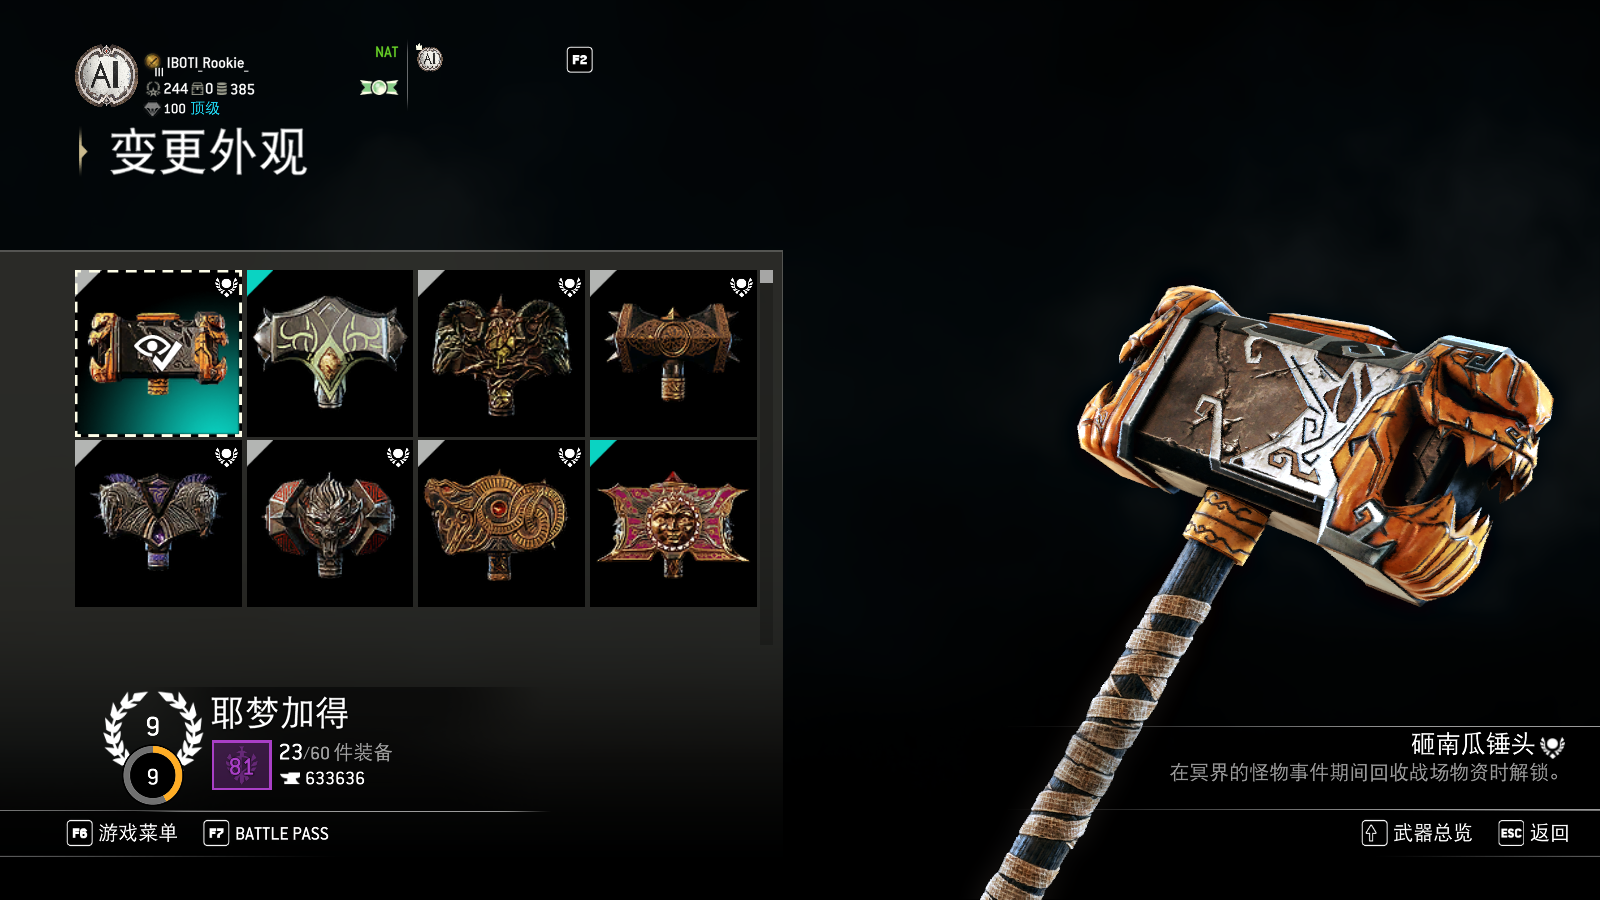 AI
IBOTI_Rookie_
III
244 0 385
100 顶级
NAT
AI
F2
变更外观
9
9
耶梦加得
81
23/60 件装备
633636
砸南瓜锤头
在冥界的怪物事件期间回收战场物资时解锁。
F6 游戏菜单
F7 BATTLE PASS
武器总览
ESC 返回